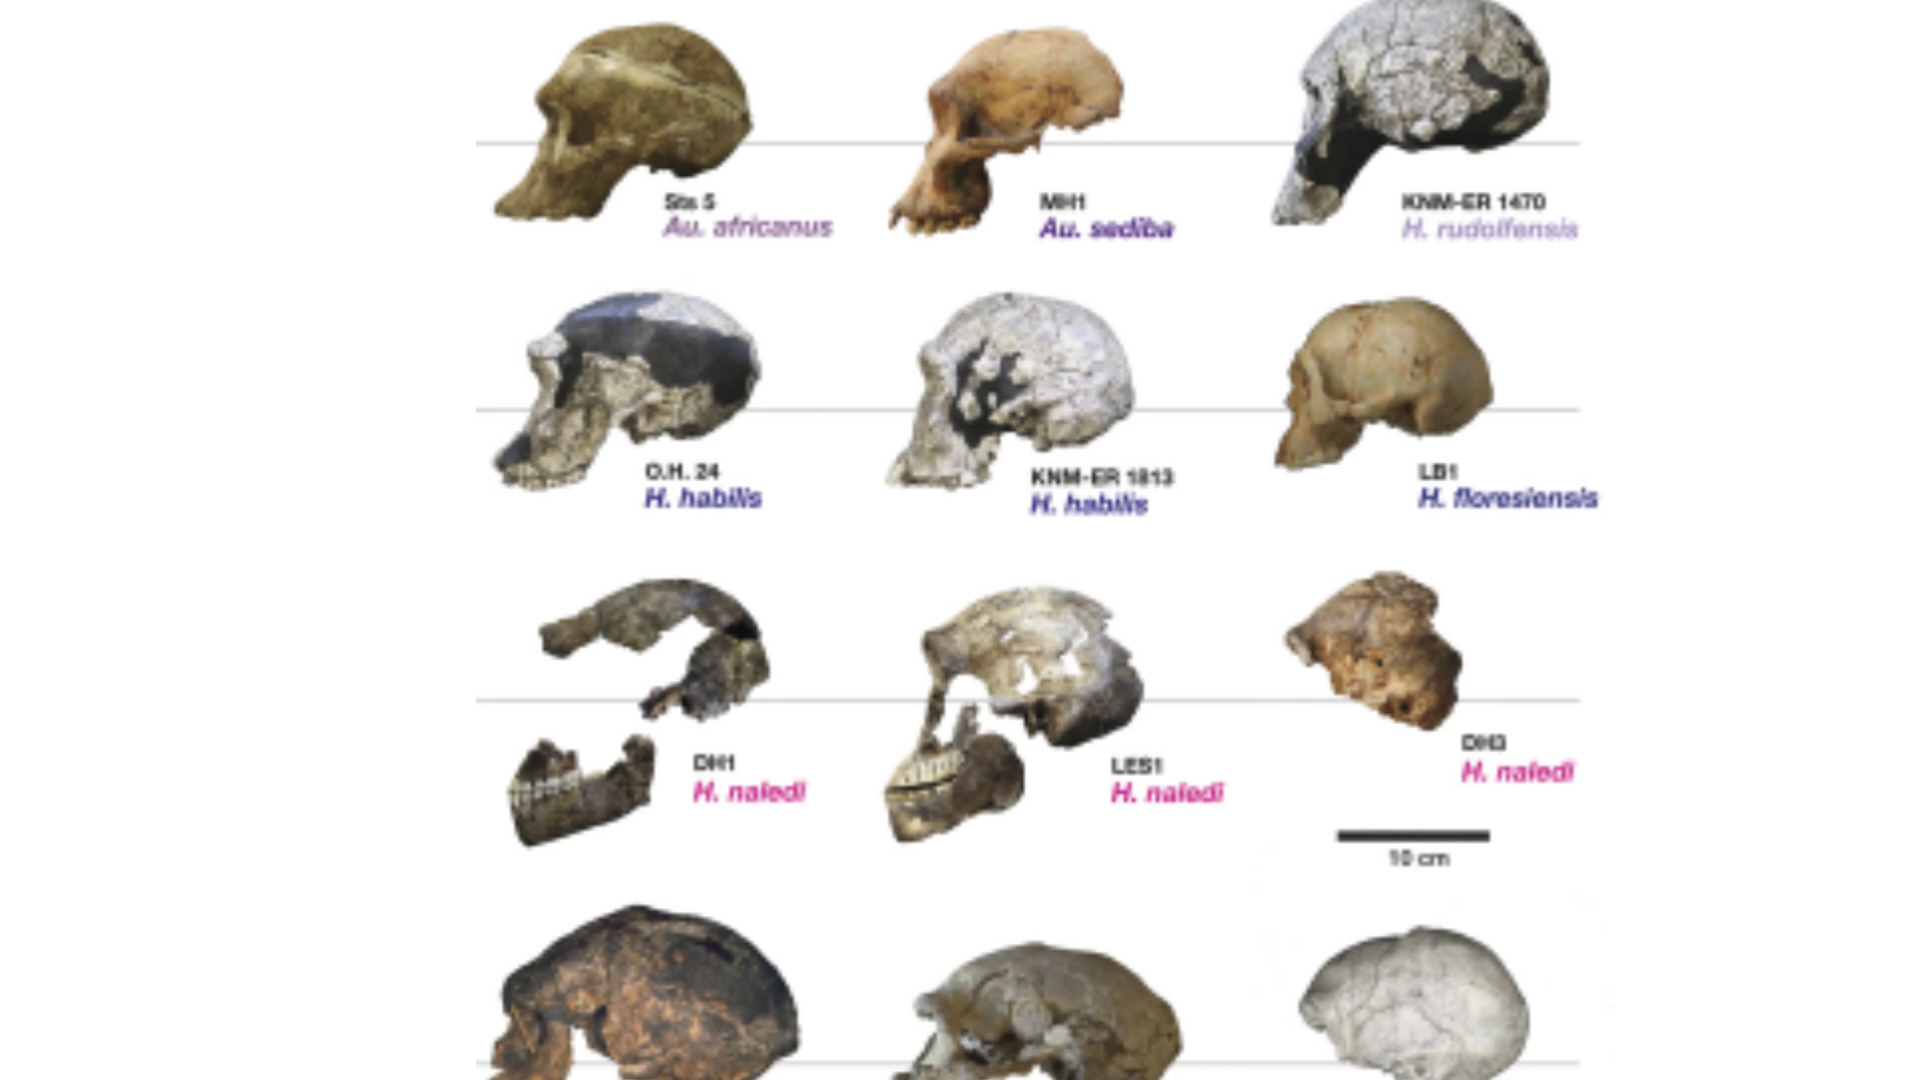 Sts 5
Au. africanus
MH1
Au. sediba
KNM-ER 1470
H. rudolfensis
O.H. 24
H. habilis
KNM-ER 1813
H. habilis
LB1
H. floresiensis
DH1
H. naledi
LES1
H. naledi
DH3
H. naledi
10 cm